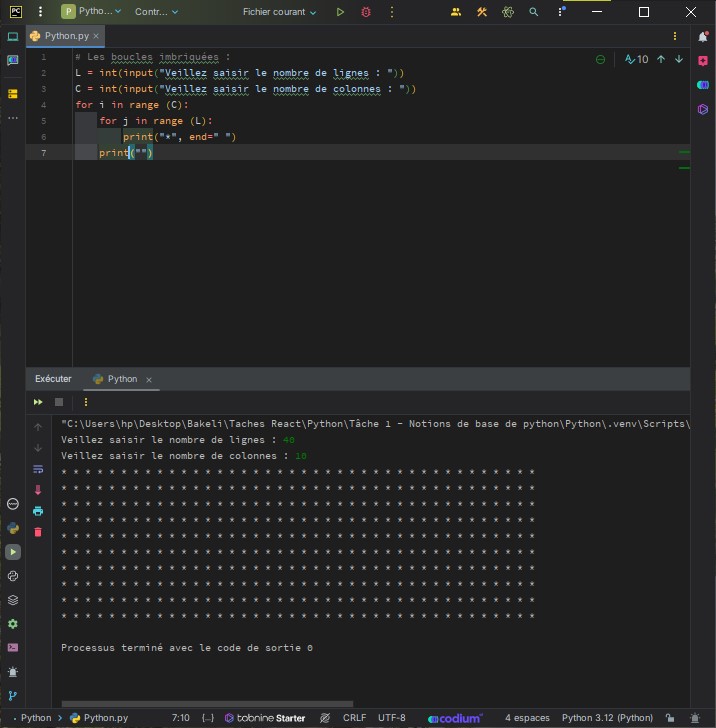 PC P Pytho... Contr... Fichier courant
Python.py
1 # Les boucles imbriquées :
2 L = int(input("Veillez saisir le nombre de lignes : "))
3 C = int(input("Veillez saisir le nombre de colonnes : "))
4 for i in range (C):
5 for j in range (L):
6 print("*", end=" ")
7 print("")
10
Exécuter Python
"C:\Users\hp\Desktop\Bakeli\Taches React\Python\Tâche 1 - Notions de base de python\Python\.venv\Scripts\
Veillez saisir le nombre de lignes : 40
Veillez saisir le nombre de colonnes : 10
* * * * * * * * * * * * * * * * * * * * * * * * * * * * * * * * * * * * * * * *
* * * * * * * * * * * * * * * * * * * * * * * * * * * * * * * * * * * * * * * *
* * * * * * * * * * * * * * * * * * * * * * * * * * * * * * * * * * * * * * * *
* * * * * * * * * * * * * * * * * * * * * * * * * * * * * * * * * * * * * * * *
* * * * * * * * * * * * * * * * * * * * * * * * * * * * * * * * * * * * * * * *
* * * * * * * * * * * * * * * * * * * * * * * * * * * * * * * * * * * * * * * *
* * * * * * * * * * * * * * * * * * * * * * * * * * * * * * * * * * * * * * * *
* * * * * * * * * * * * * * * * * * * * * * * * * * * * * * * * * * * * * * * *
* * * * * * * * * * * * * * * * * * * * * * * * * * * * * * * * * * * * * * * *
* * * * * * * * * * * * * * * * * * * * * * * * * * * * * * * * * * * * * * * *
Processus terminé avec le code de sortie 0
Python > Python.py 7:10 {..} tabnine Starter CRLF UTF-8 codium 4 espaces Python 3.12 (Python)